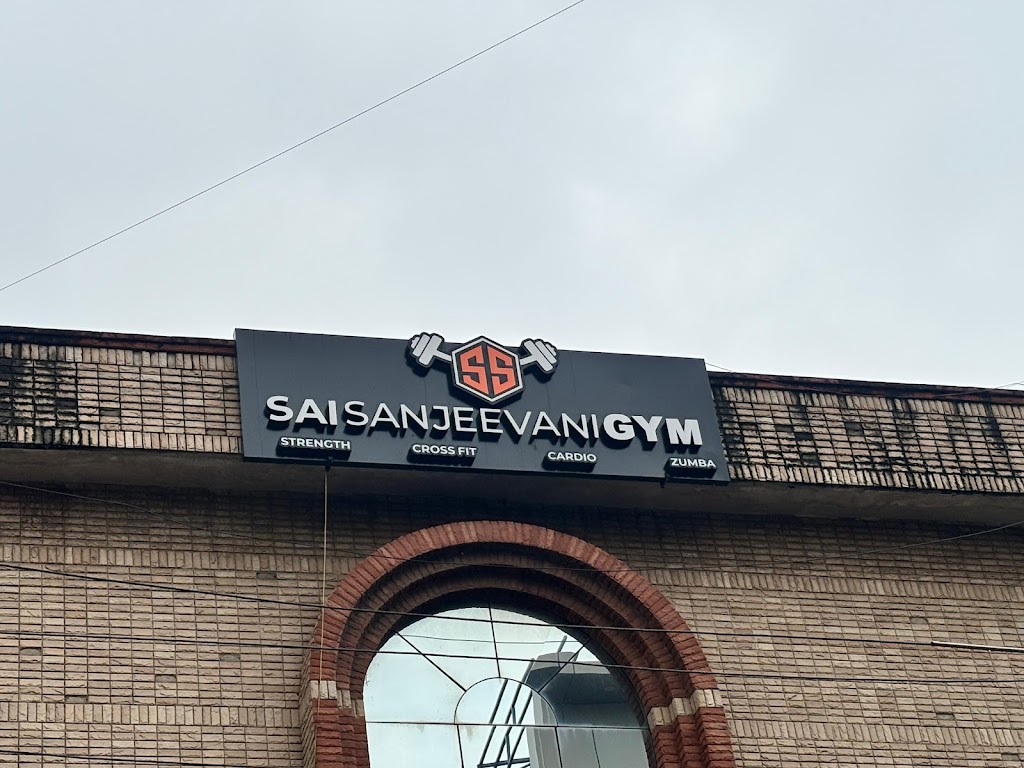 SS
SAI SANJEEVANI GYM
STRENGTH CROSS FIT CARDIO ZUMBA